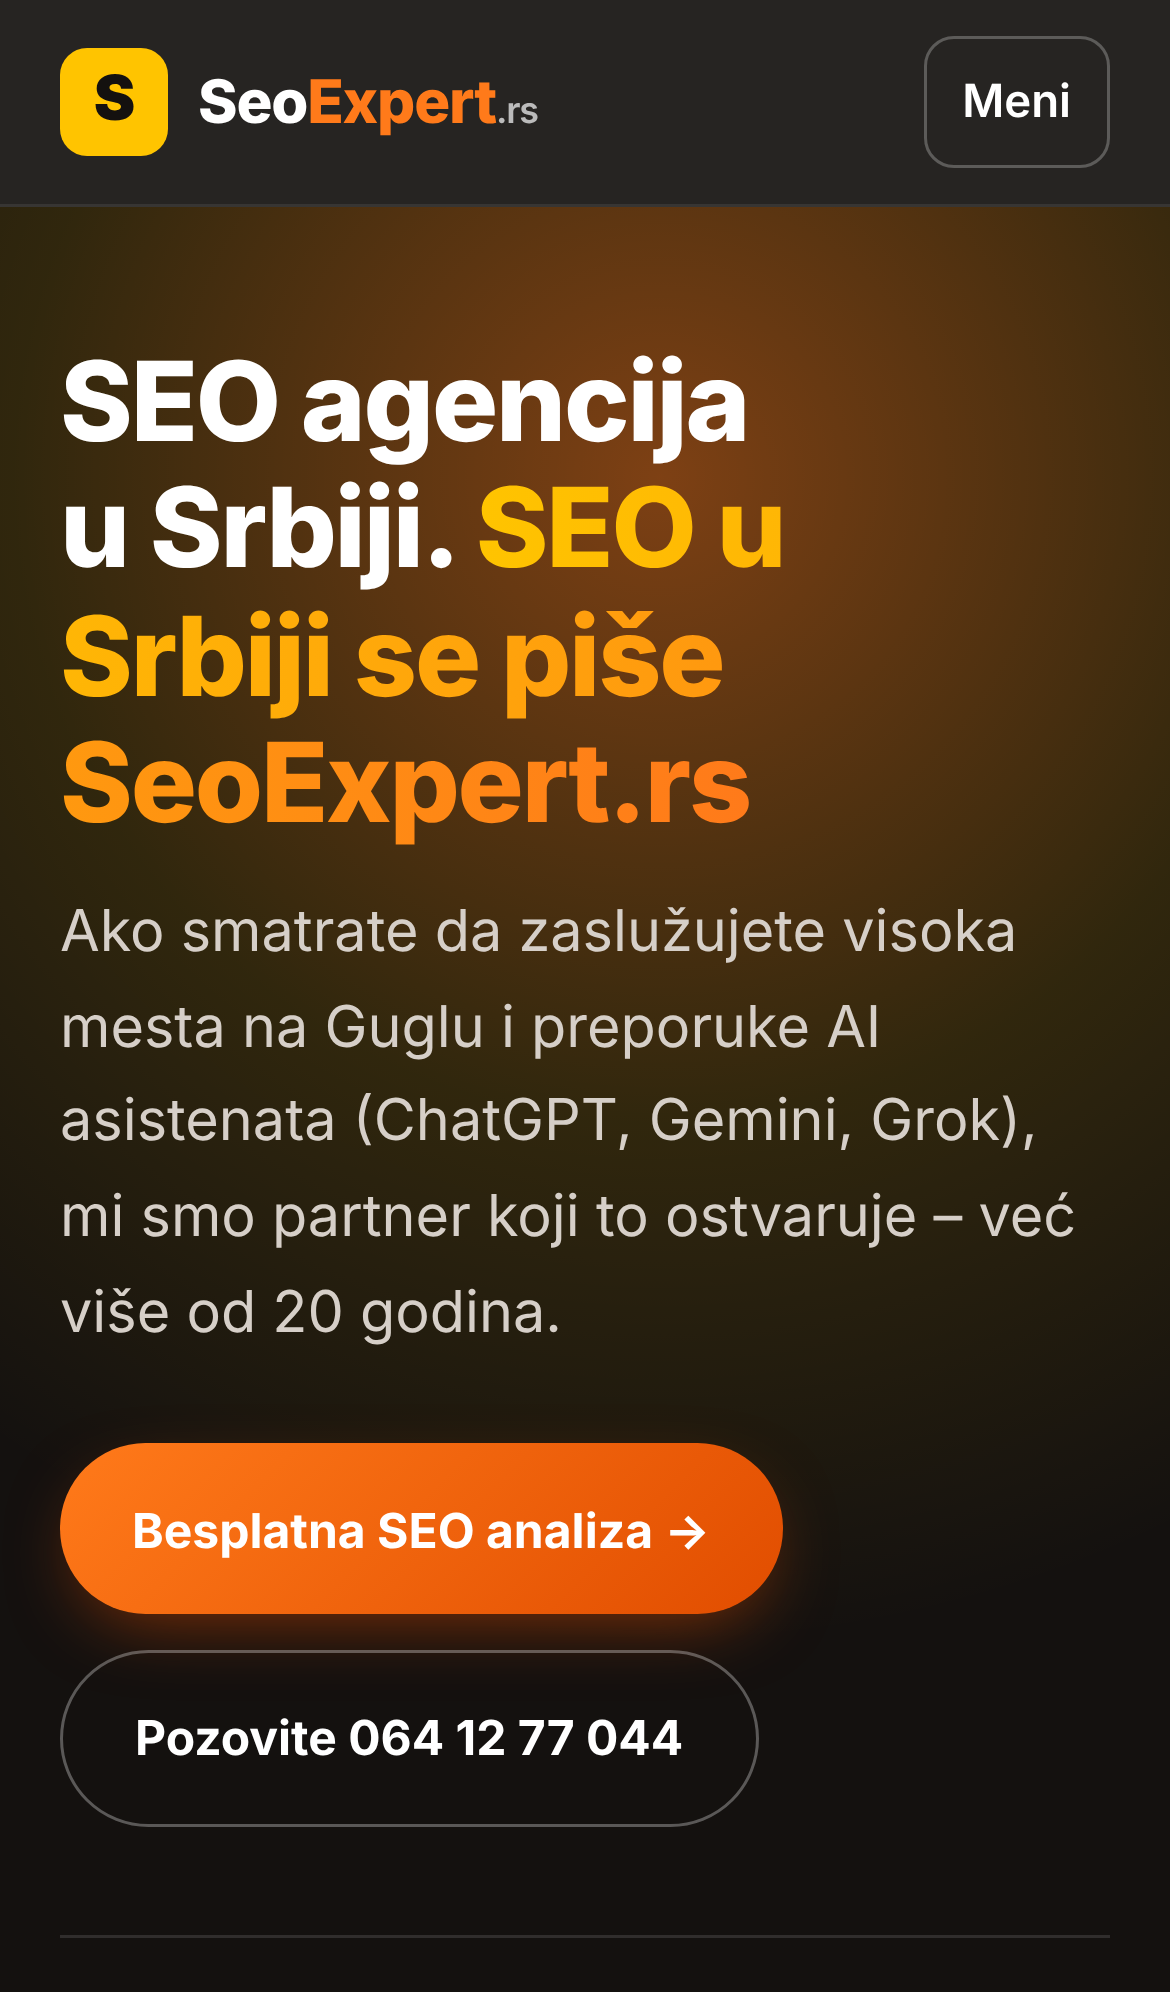 S SeoExpert.rs Meni
SEO agencija
u Srbiji. SEO u
Srbiji se piše
SeoExpert.rs
Ako smatrate da zaslužujete visoka
mesta na Guglu i preporuke AI
asistenata (ChatGPT, Gemini, Grok),
mi smo partner koji to ostvaruje – već
više od 20 godina.
Besplatna SEO analiza →
Pozovite 064 12 77 044